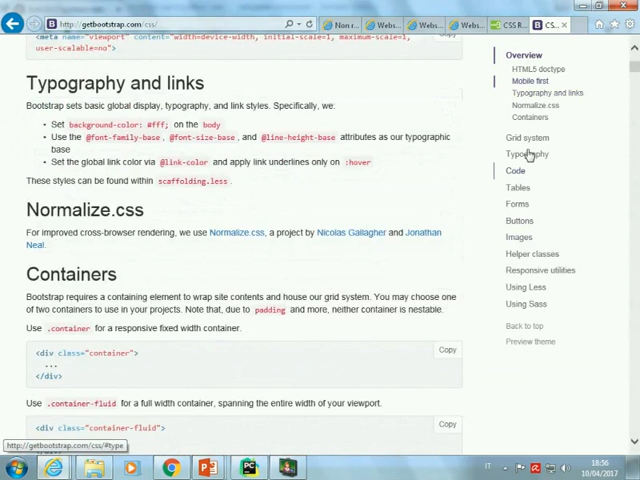 http://getbootstrap.com/css/
Non r
Webs
Webs
Webs
CSS R
CS...
<meta name="viewport" content="width=device-width, initial-scale=1, maximum-scale=1,
user-scalable=no">
Copy
Typography and links
Bootstrap sets basic global display, typography, and link styles. Specifically, we:
• Set background-color: #fff; on the body
• Use the @font-family-base, @font-size-base, and @line-height-base attributes as our typographic
base
• Set the global link color via @link-color and apply link underlines only on :hover
These styles can be found within scaffolding.less.
Normalize.css
For improved cross-browser rendering, we use Normalize.css, a project by Nicolas Gallagher and Jonathan
Neal.
Containers
Bootstrap requires a containing element to wrap site contents and house our grid system. You may choose one
of two containers to use in your projects. Note that, due to padding and more, neither container is nestable.
Use .container for a responsive fixed width container.
Copy
<div class="container">
...
</div>
Use .container-fluid for a full width container, spanning the entire width of your viewport.
Copy
<div class="container-fluid">
Overview
HTML5 doctype
Mobile first
Typography and links
Normalize.css
Containers
Grid system
Typography
Code
Tables
Forms
Buttons
Images
Helper classes
Responsive utilities
Using Less
Using Sass
Back to top
Preview theme
http://getbootstrap.com/css/#type
IT
18:56
10/04/2017